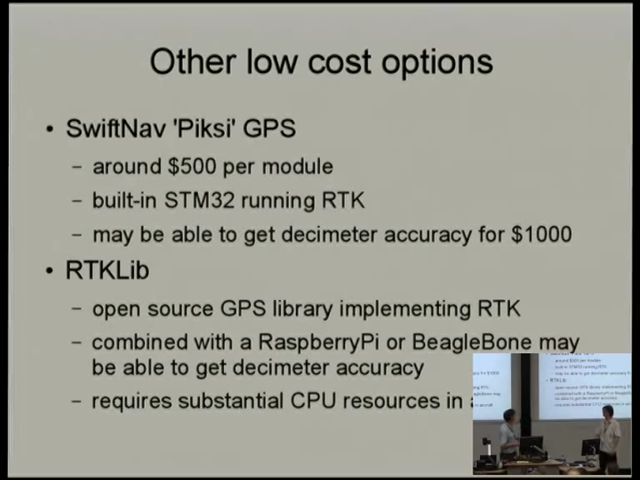 Other low cost options
• SwiftNav 'Piksi' GPS
– around $500 per module
– built-in STM32 running RTK
– may be able to get decimeter accuracy for $1000
• RTKLib
– open source GPS library implementing RTK
– combined with a RaspberryPi or BeagleBone may
be able to get decimeter accuracy
– requires substantial CPU resources in